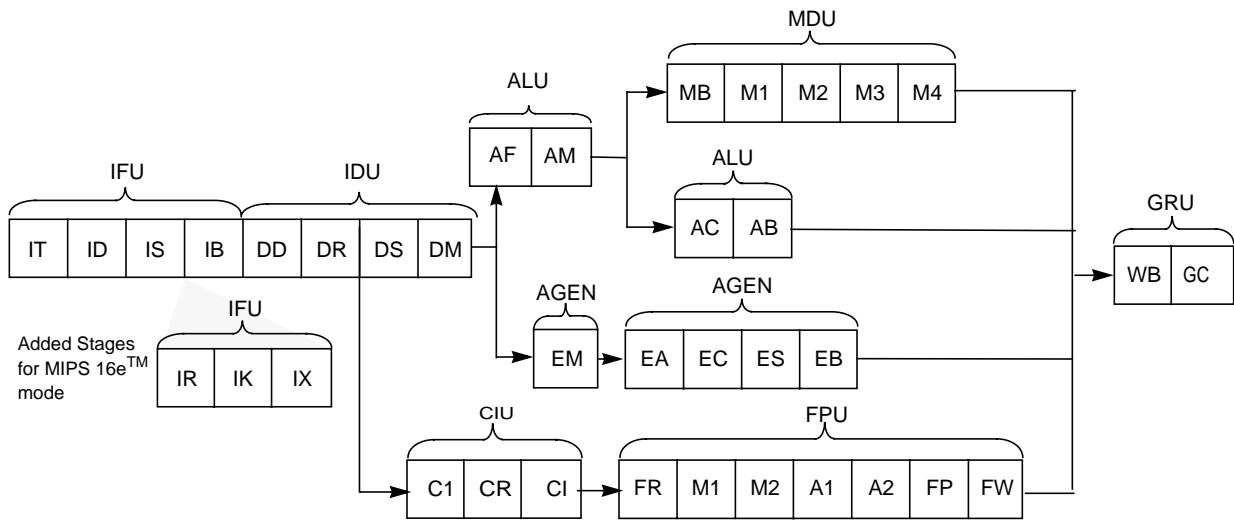 MDU
MB M1 M2 M3 M4
ALU
AF AM
ALU
AC AB
IFU
IDU
IT ID IS IB DD DR DS DM
GRU
WB GC
AGEN
EM
AGEN
EA EC ES EB
IFU
IR IK IX
Added Stages
for MIPS 16e™
mode
CIU
C1 CR CI
FPU
FR M1 M2 A1 A2 FP FW